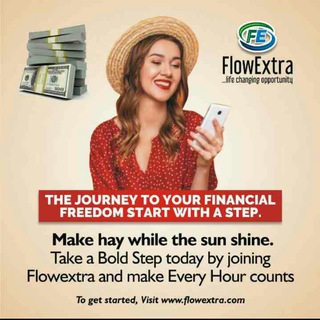 FE
FlowExtra
...life changing opportunity
THE JOURNEY TO YOUR FINANCIAL
FREEDOM START WITH A STEP.
Make hay while the sun shine.
Take a Bold Step today by joining
Flowextra and make Every Hour counts
To get started, Visit www.flowextra.com